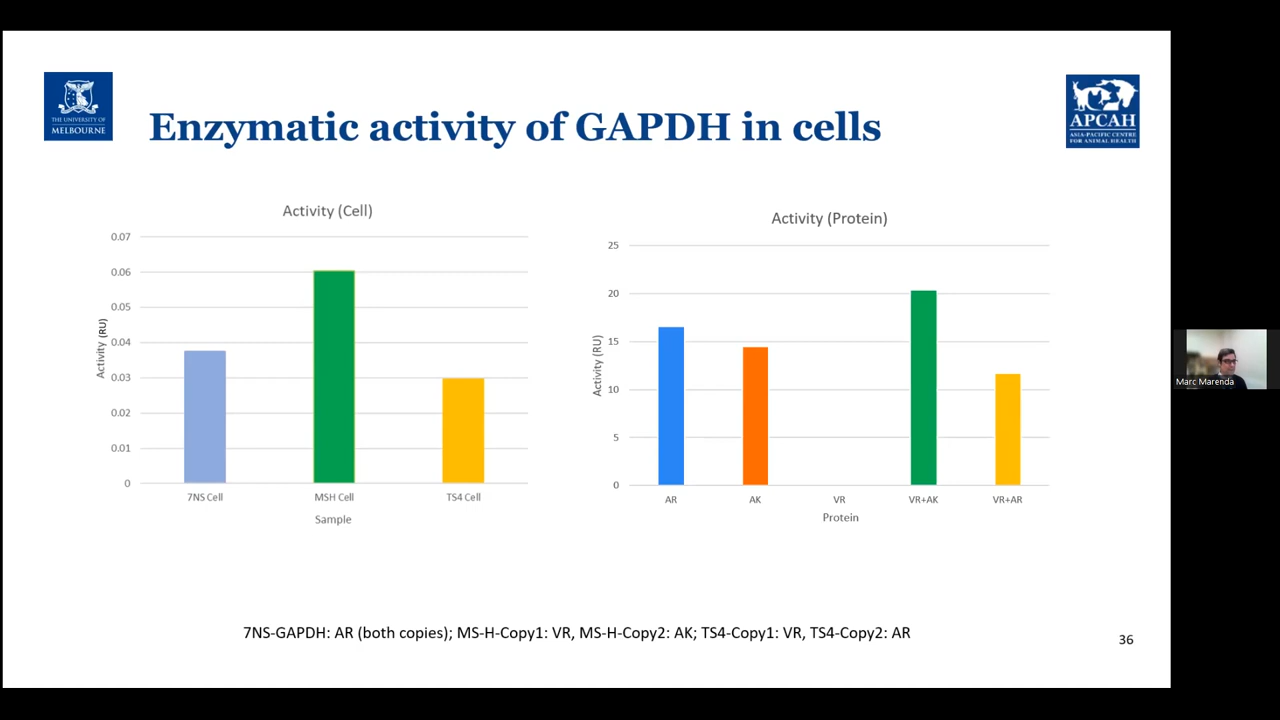 THE UNIVERSITY OF
MELBOURNE
Enzymatic activity of GAPDH in cells
APCAH
ASIA-PACIFIC CENTRE
FOR ANIMAL HEALTH
Activity (Cell)
0.07
0.06
0.05
0.04
0.03
0.02
0.01
0
Activity (RU)
7NS Cell
MSH Cell
TS4 Cell
Sample
Activity (Protein)
25
20
15
10
5
0
Activity (RU)
AR
AK
VR
VR+AK
VR+AR
Protein
Marc Marenda
7NS-GAPDH: AR (both copies); MS-H-Copy1: VR, MS-H-Copy2: AK; TS4-Copy1: VR, TS4-Copy2: AR
36